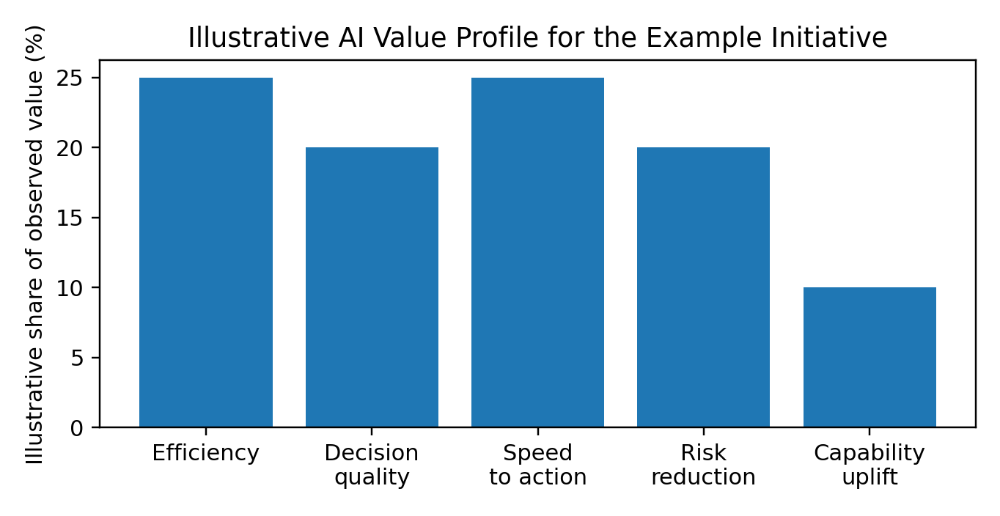 Illustrative AI Value Profile for the Example Initiative
Illustrative share of observed value (%)
25
20
15
10
5
0
Efficiency
Decision
quality
Speed
to action
Risk
reduction
Capability
uplift